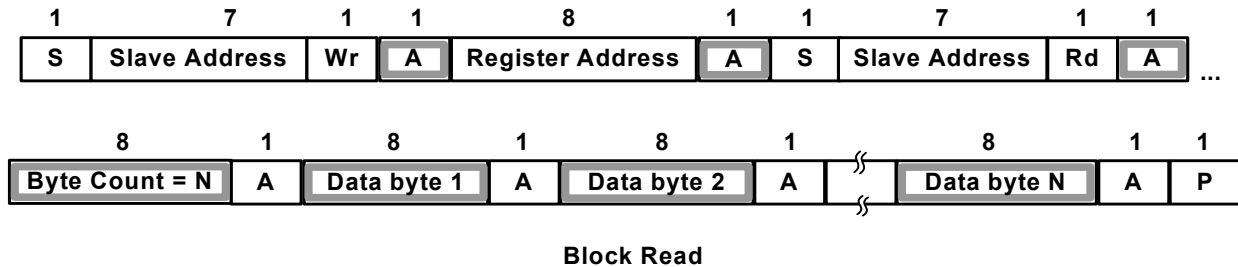 1 7 1 1 8 1 1 7 1 1
S Slave Address Wr A Register Address A S Slave Address Rd A ...
8 1 8 1 8 1 8 1 1
Byte Count = N A Data byte 1 A Data byte 2 A Data byte N A P
Block Read